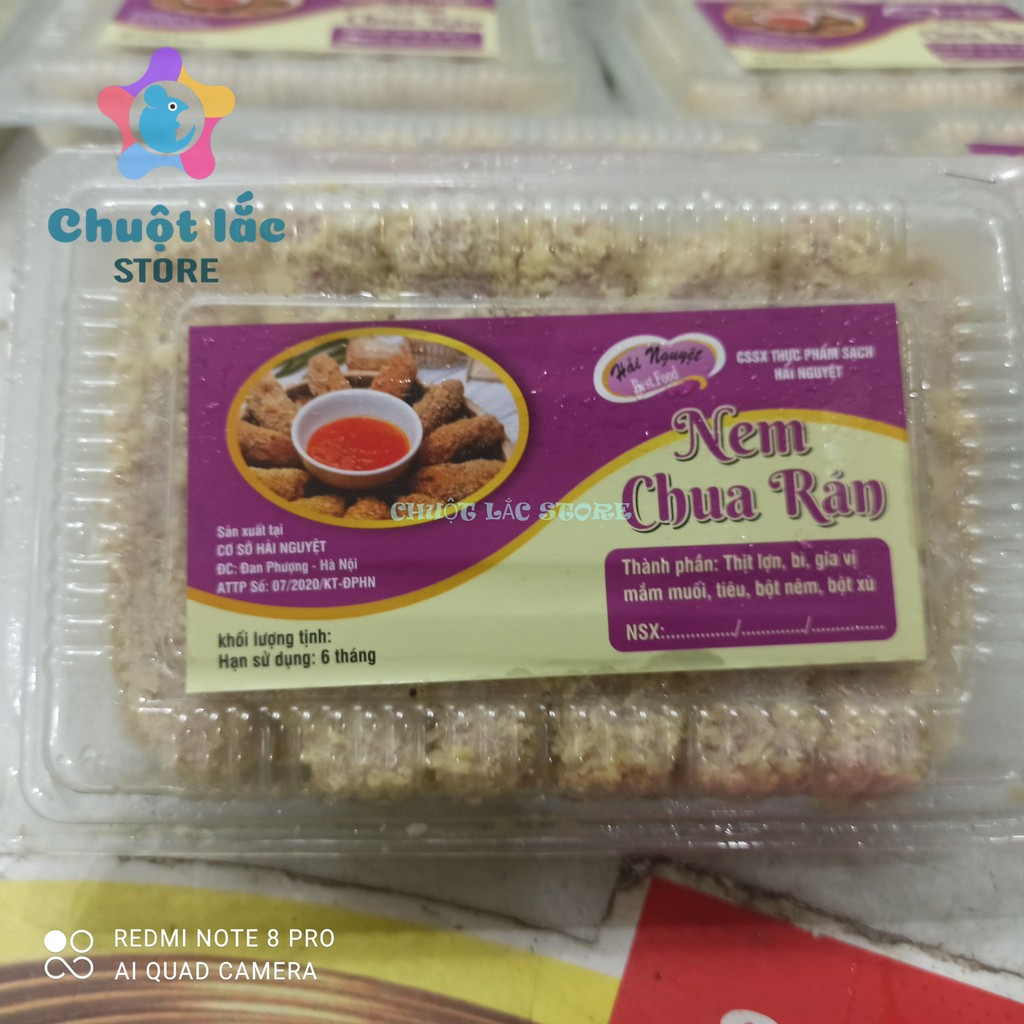 Chuột lắc
STORE
Hải Nguyệt
Best Food
CSSX THỰC PHẨM SẠCH
HẢI NGUYỆT
Nem
Chua Rán
CHUỘT LẮC STORE
Sản xuất tại
CƠ SỞ HẢI NGUYỆT
ĐC: Đan Phượng - Hà Nội
ATTP Số: 07/2020/KT-ĐPHN
Thành phần: Thịt lợn, bì, gia vị
mắm muối, tiêu, bột nêm, bột xù
NSX:............../............./...............
khối lượng tịnh:
Hạn sử dụng: 6 tháng
Chua Rán
REDMI NOTE 8 PRO
AI QUAD CAMERA